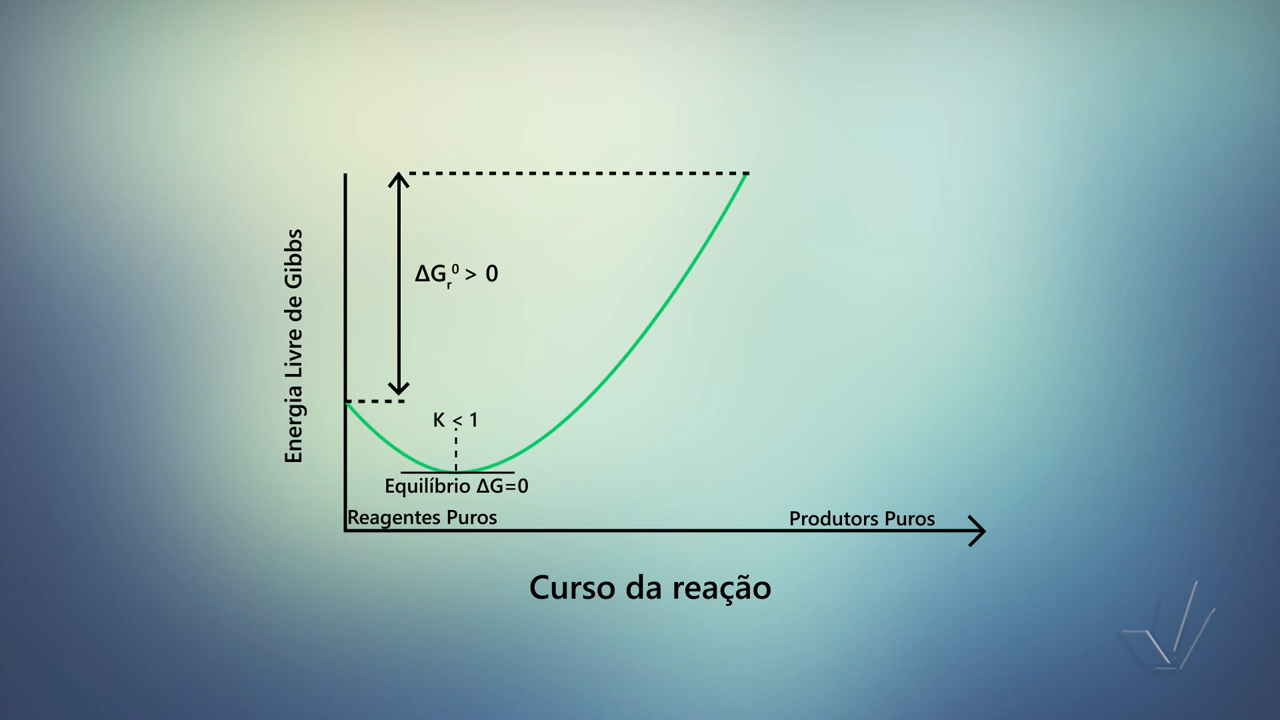 Energia Livre de Gibbs
ΔGr⁰ > 0
K < 1
Equilíbrio ΔG=0
Reagentes Puros
Produtors Puros
Curso da reação